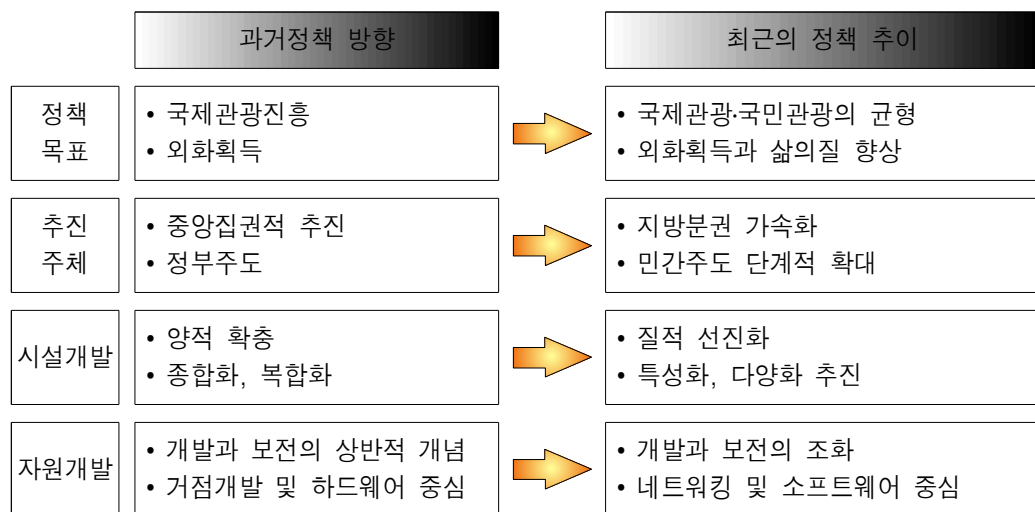 과거정책 방향
최근의 정책 추이
정책
목표
• 국제관광진흥
• 외화획득
• 국제관광·국민관광의 균형
• 외화획득과 삶의질 향상
추진
주체
• 중앙집권적 추진
• 정부주도
• 지방분권 가속화
• 민간주도 단계적 확대
시설개발
• 양적 확충
• 종합화, 복합화
• 질적 선진화
• 특성화, 다양화 추진
자원개발
• 개발과 보전의 상반적 개념
• 거점개발 및 하드웨어 중심
• 개발과 보전의 조화
• 네트워킹 및 소프트웨어 중심